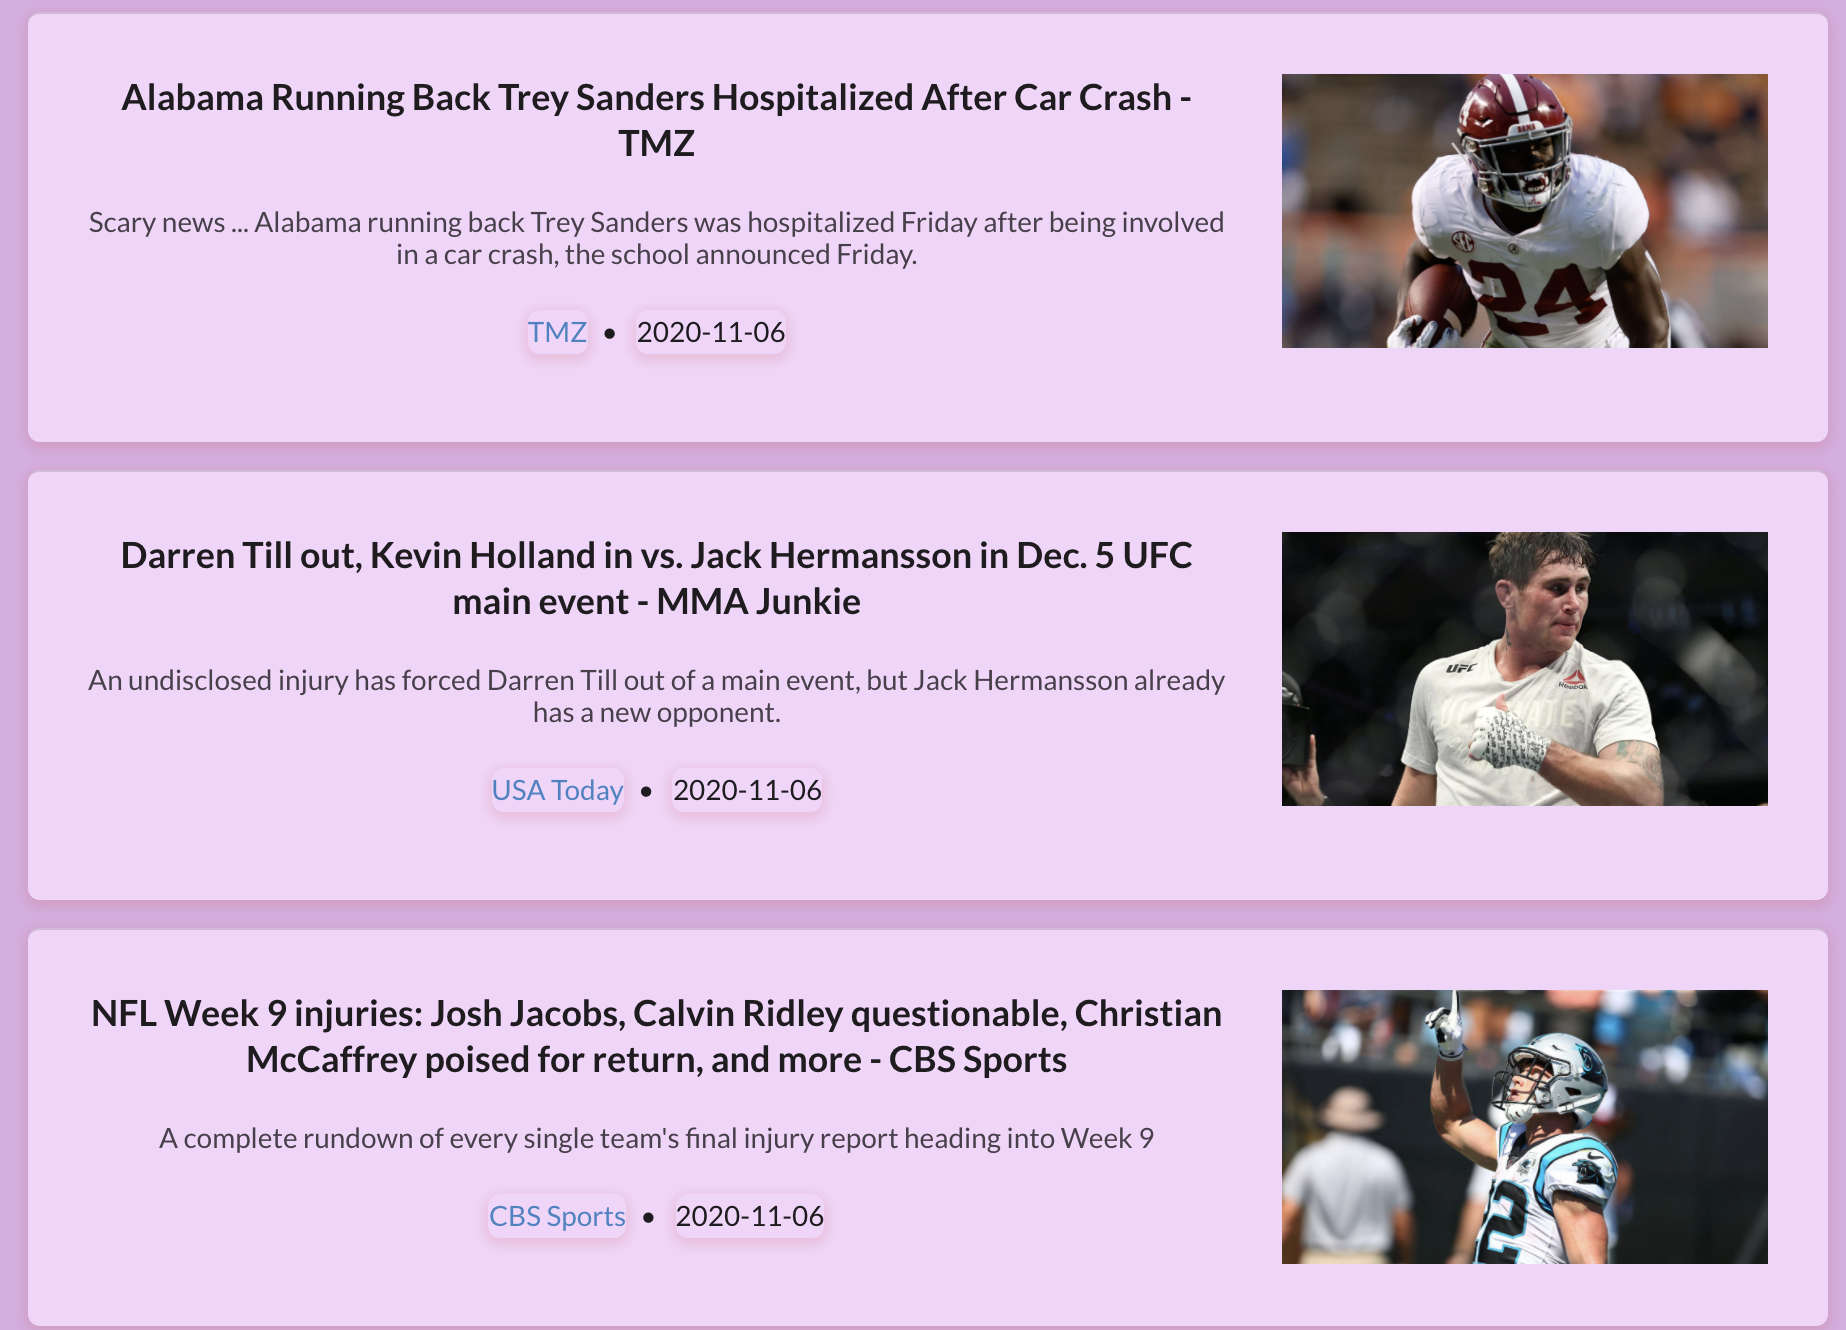 Alabama Running Back Trey Sanders Hospitalized After Car Crash -
TMZ
Scary news ... Alabama running back Trey Sanders was hospitalized Friday after being involved
in a car crash, the school announced Friday.
TMZ • 2020-11-06
24
Darren Till out, Kevin Holland in vs. Jack Hermansson in Dec. 5 UFC
main event - MMA Junkie
An undisclosed injury has forced Darren Till out of a main event, but Jack Hermansson already
has a new opponent.
USA Today • 2020-11-06
UFC
Reebok
NFL Week 9 injuries: Josh Jacobs, Calvin Ridley questionable, Christian
McCaffrey poised for return, and more - CBS Sports
A complete rundown of every single team's final injury report heading into Week 9
CBS Sports • 2020-11-06